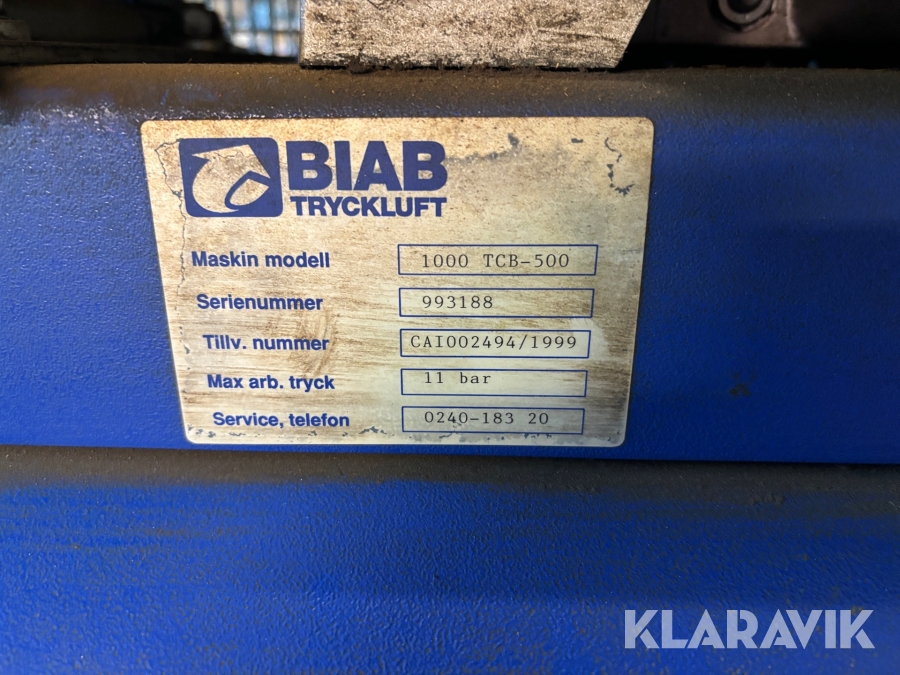 BIAB
TRYCKLUFT
Maskin modell 1000 TCB-500
Serienummer 993188
Tillv. nummer CAI002494/1999
Max arb. tryck 11 bar
Service, telefon 0240-183 20
KLARAVIK